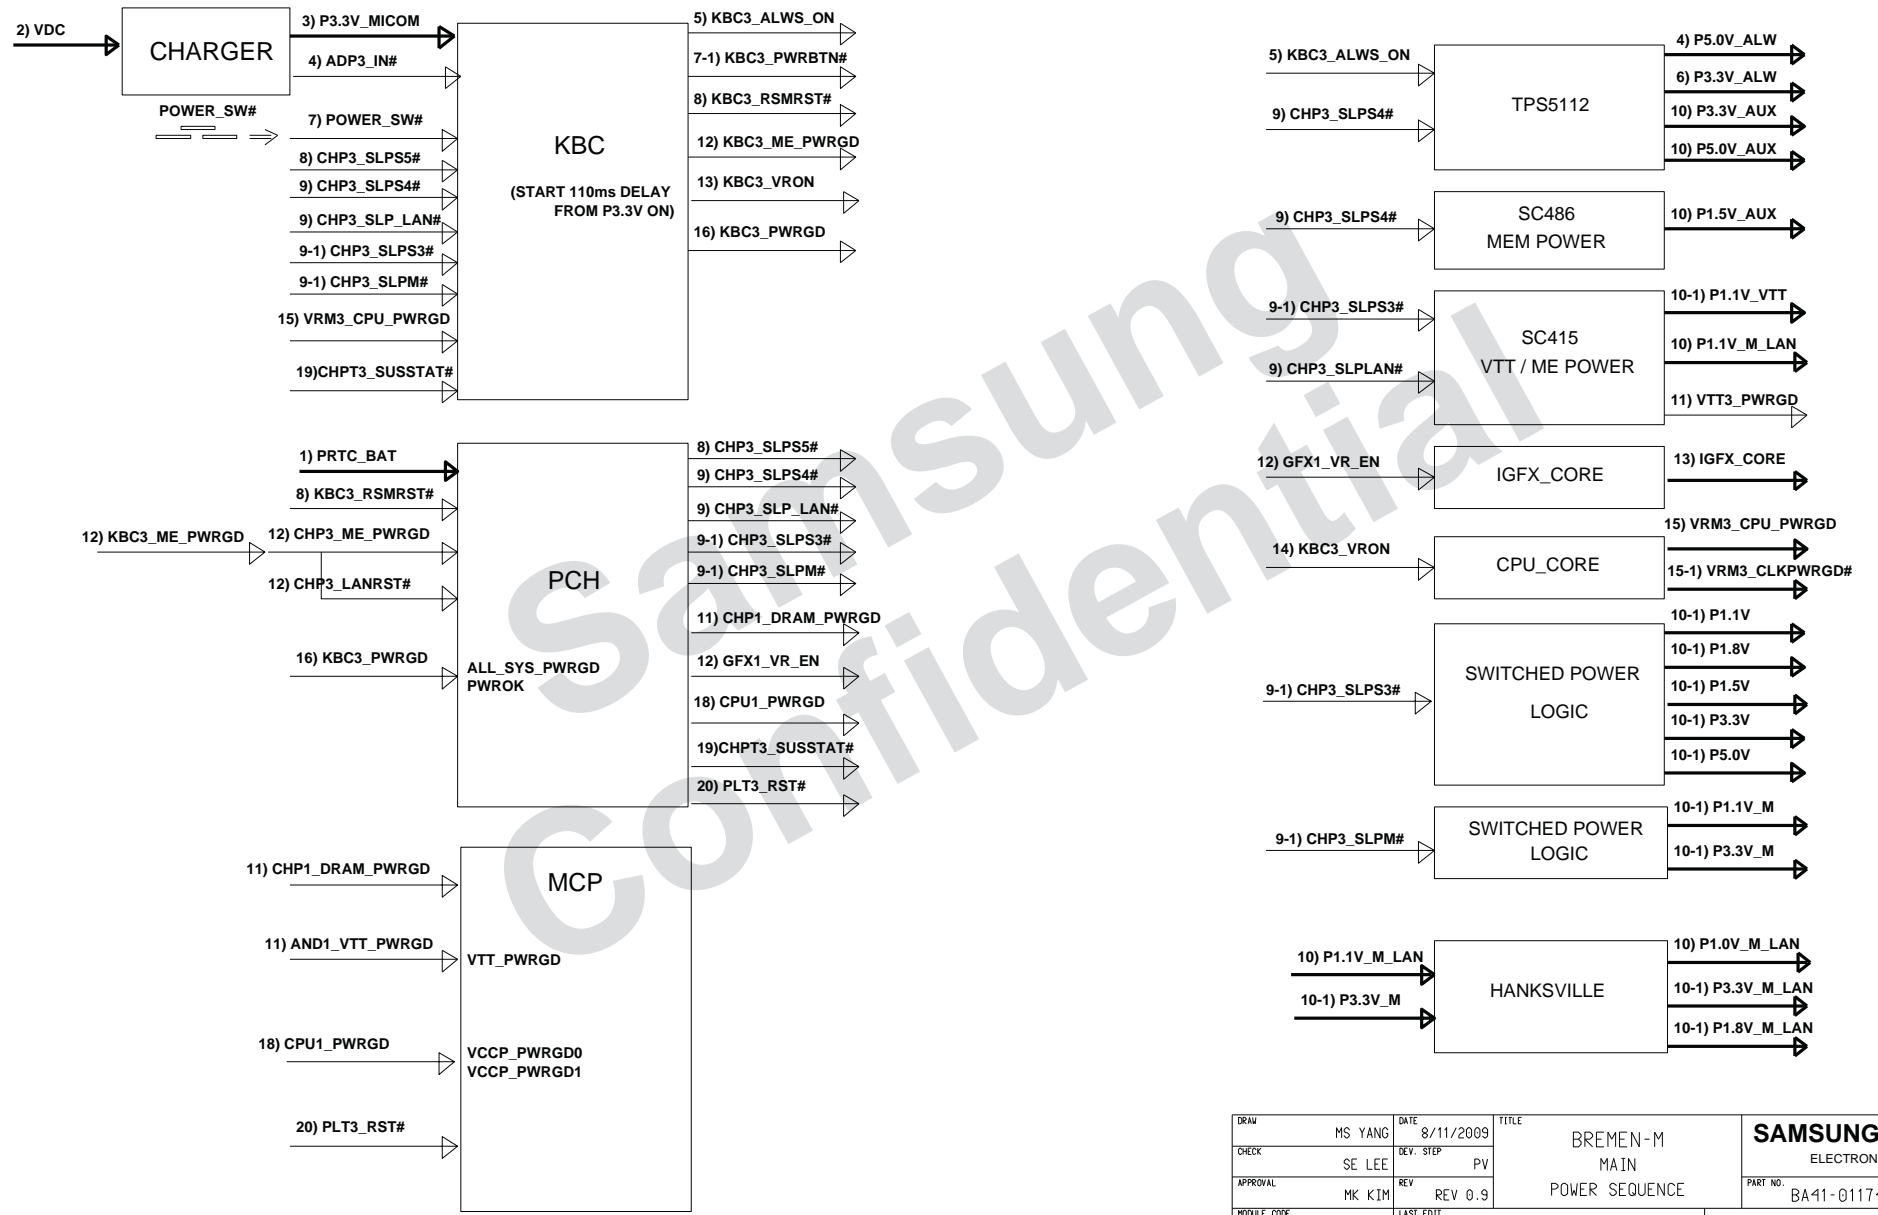 2) VDC
CHARGER
3) P3.3V_MICOM
4) ADP3_IN#
POWER_SW#
7) POWER_SW#
8) CHP3_SLPS5#
9) CHP3_SLPS4#
9) CHP3_SLP_LAN#
9-1) CHP3_SLPS3#
9-1) CHP3_SLPM#
15) VRM3_CPU_PWRGD
19)CHPT3_SUSSTAT#
KBC
(START 110ms DELAY
FROM P3.3V ON)
5) KBC3_ALWS_ON
7-1) KBC3_PWRBTN#
8) KBC3_RSMRST#
12) KBC3_ME_PWRGD
13) KBC3_VRON
16) KBC3_PWRGD
1) PRTC_BAT
8) KBC3_RSMRST#
12) KBC3_ME_PWRGD
12) CHP3_ME_PWRGD
12) CHP3_LANRST#
16) KBC3_PWRGD
PCH
ALL_SYS_PWRGD
PWROK
8) CHP3_SLPS5#
9) CHP3_SLPS4#
9) CHP3_SLP_LAN#
9-1) CHP3_SLPS3#
9-1) CHP3_SLPM#
11) CHP1_DRAM_PWRGD
12) GFX1_VR_EN
18) CPU1_PWRGD
19)CHPT3_SUSSTAT#
20) PLT3_RST#
11) CHP1_DRAM_PWRGD
11) AND1_VTT_PWRGD
18) CPU1_PWRGD
20) PLT3_RST#
MCP
VTT_PWRGD
VCCP_PWRGD0
VCCP_PWRGD1
5) KBC3_ALWS_ON
9) CHP3_SLPS4#
TPS5112
4) P5.0V_ALW
6) P3.3V_ALW
10) P3.3V_AUX
10) P5.0V_AUX
9) CHP3_SLPS4#
SC486
MEM POWER
10) P1.5V_AUX
9-1) CHP3_SLPS3#
9) CHP3_SLPLAN#
SC415
VTT / ME POWER
10-1) P1.1V_VTT
10) P1.1V_M_LAN
11) VTT3_PWRGD
12) GFX1_VR_EN
IGFX_CORE
13) IGFX_CORE
14) KBC3_VRON
CPU_CORE
15) VRM3_CPU_PWRGD
15-1) VRM3_CLKPWRGD#
9-1) CHP3_SLPS3#
SWITCHED POWER
LOGIC
10-1) P1.1V
10-1) P1.8V
10-1) P1.5V
10-1) P3.3V
10-1) P5.0V
9-1) CHP3_SLPM#
SWITCHED POWER
LOGIC
10-1) P1.1V_M
10-1) P3.3V_M
10) P1.1V_M_LAN
10-1) P3.3V_M
HANKSVILLE
10) P1.0V_M_LAN
10-1) P3.3V_M_LAN
10-1) P1.8V_M_LAN
Samsung
Confidential
DRAW
MS YANG
DATE
8/11/2009
TITLE
BREMEN-M
MAIN
POWER SEQUENCE
SAMSUNG
ELECTRON
CHECK
SE LEE
DEV. STEP
PV
APPROVAL
MK KIM
REV
REV 0.9
PART NO.
BA41-01174
MODULE CODE
LAST EDIT